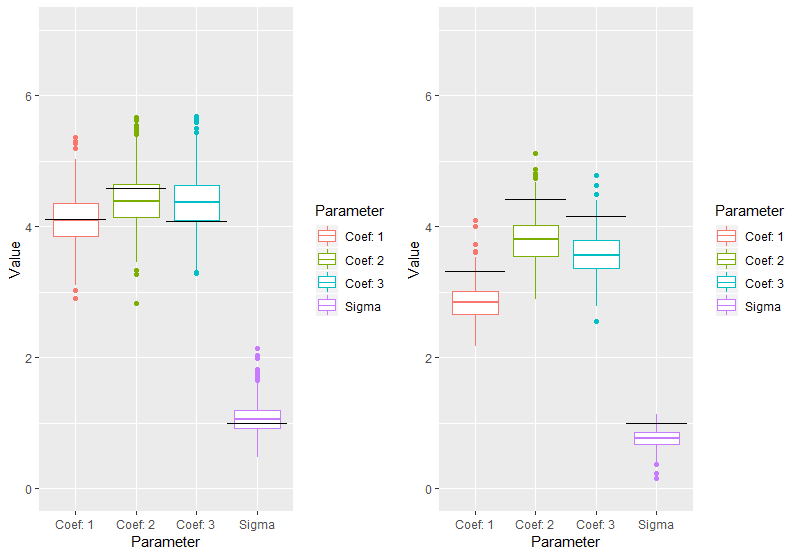 Value
6
4
2
0
Coef: 1 Coef: 2 Coef: 3 Sigma
Parameter
Parameter
Coef: 1
Coef: 2
Coef: 3
Sigma
Value
6
4
2
0
Coef: 1 Coef: 2 Coef: 3 Sigma
Parameter
Parameter
Coef: 1
Coef: 2
Coef: 3
Sigma